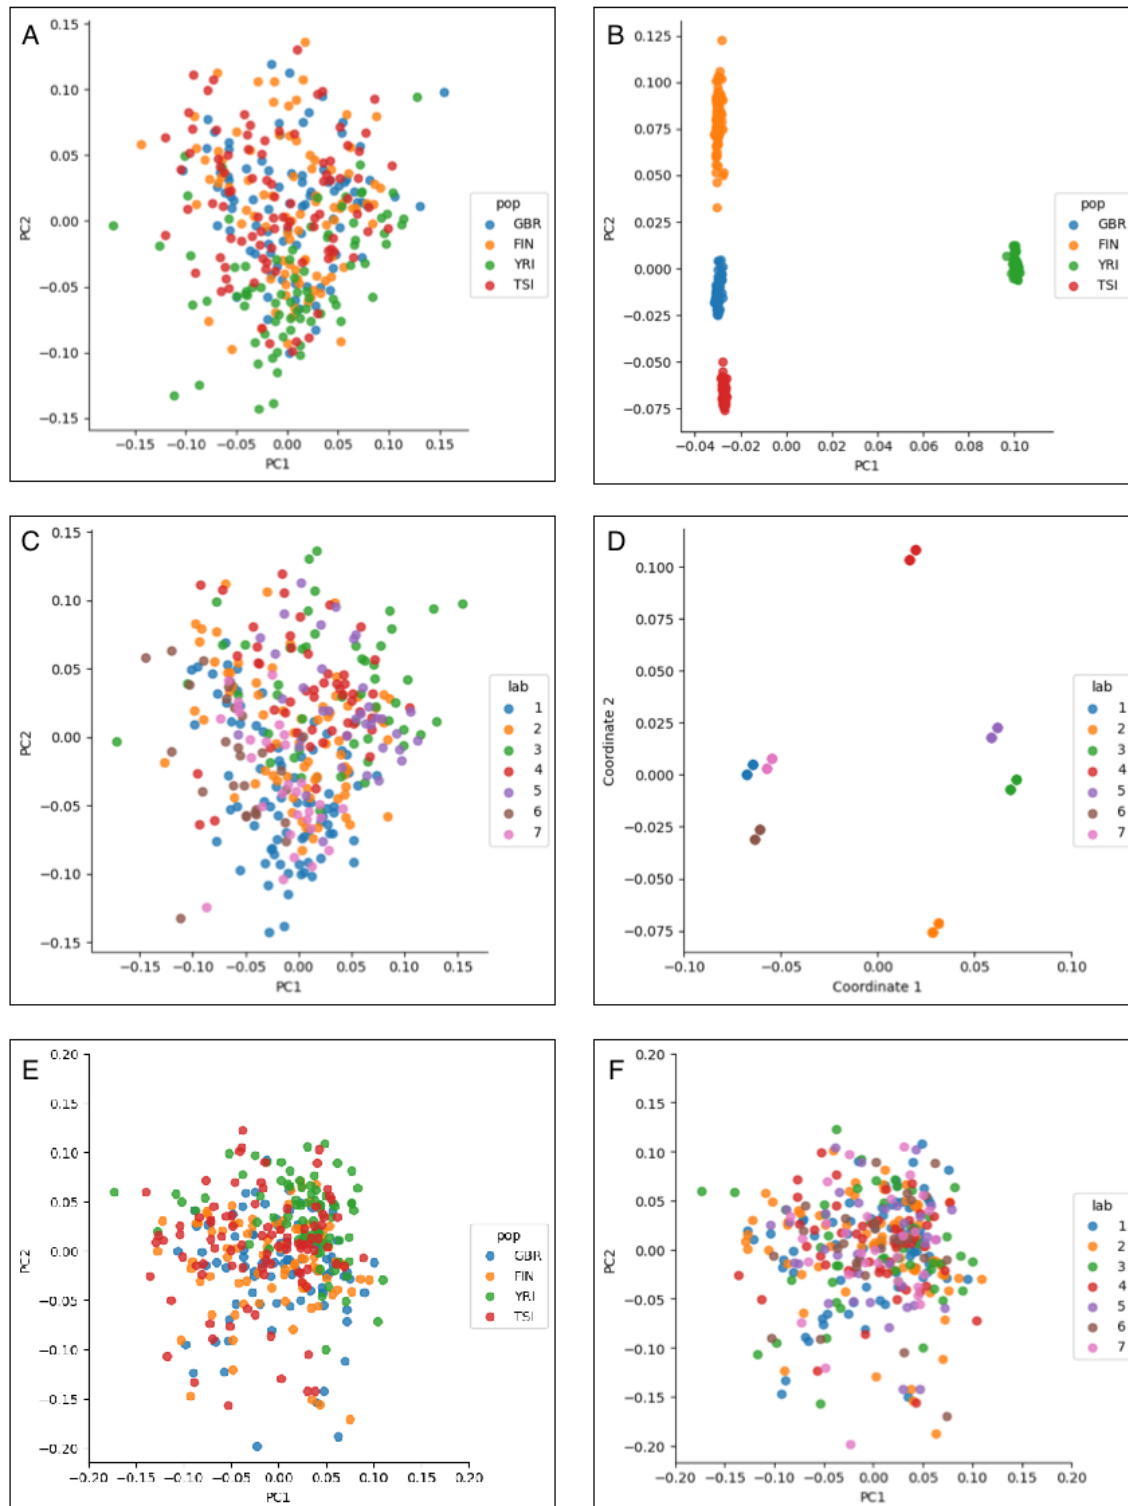 A
0.15
0.10
0.05
0.00
−0.05
−0.10
−0.15
PC2
−0.15 −0.10 −0.05 0.00 0.05 0.10 0.15
PC1
pop
GBR
FIN
YRI
TSI
B
0.125
0.100
0.075
0.050
0.025
0.000
−0.025
−0.050
−0.075
PC2
−0.04 −0.02 0.00 0.02 0.04 0.06 0.08 0.10
PC1
pop
GBR
FIN
YRI
TSI
C
0.15
0.10
0.05
0.00
−0.05
−0.10
−0.15
PC2
−0.15 −0.10 −0.05 0.00 0.05 0.10 0.15
PC1
lab
1
2
3
4
5
6
7
D
0.100
0.075
0.050
0.025
0.000
−0.025
−0.050
−0.075
Coordinate 2
−0.10 −0.05 0.00 0.05 0.10
Coordinate 1
lab
1
2
3
4
5
6
7
E
0.20
0.15
0.10
0.05
0.00
−0.05
−0.10
−0.15
−0.20
PC2
−0.20 −0.15 −0.10 −0.05 0.00 0.05 0.10 0.15 0.20
PC1
pop
GBR
FIN
YRI
TSI
F
0.20
0.15
0.10
0.05
0.00
−0.05
−0.10
−0.15
−0.20
PC2
−0.20 −0.15 −0.10 −0.05 0.00 0.05 0.10 0.15 0.20
PC1
lab
1
2
3
4
5
6
7